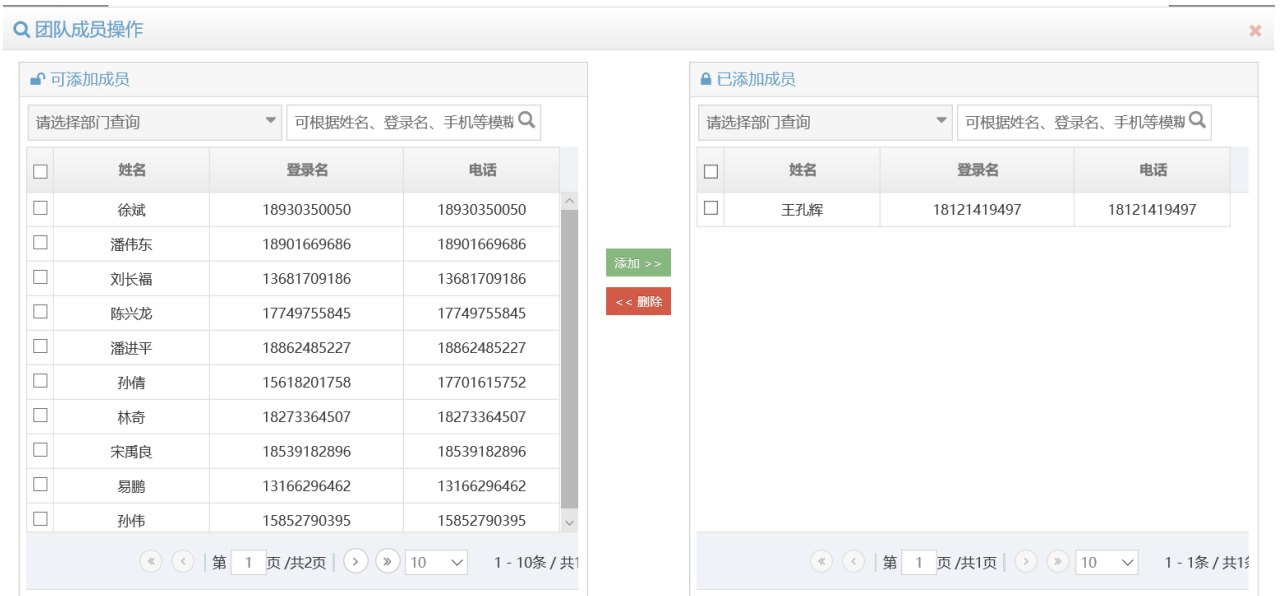 团队成员操作
可添加成员
请选择部门查询 可根据姓名、登录名、手机等模糊
姓名 登录名 电话
徐斌 18930350050 18930350050
潘伟东 18901669686 18901669686
刘长福 13681709186 13681709186
陈兴龙 17749755845 17749755845
潘进平 18862485227 18862485227
孙倩 15618201758 17701615752
林奇 18273364507 18273364507
宋禹良 18539182896 18539182896
易鹏 13166296462 13166296462
孙伟 15852790395 15852790395
第 1 页 /共2页 10 1 - 10条 / 共1
添加 >>
<< 删除
已添加成员
请选择部门查询 可根据姓名、登录名、手机等模糊
姓名 登录名 电话
王孔辉 18121419497 18121419497
第 1 页 /共1页 10 1 - 1条 / 共1条